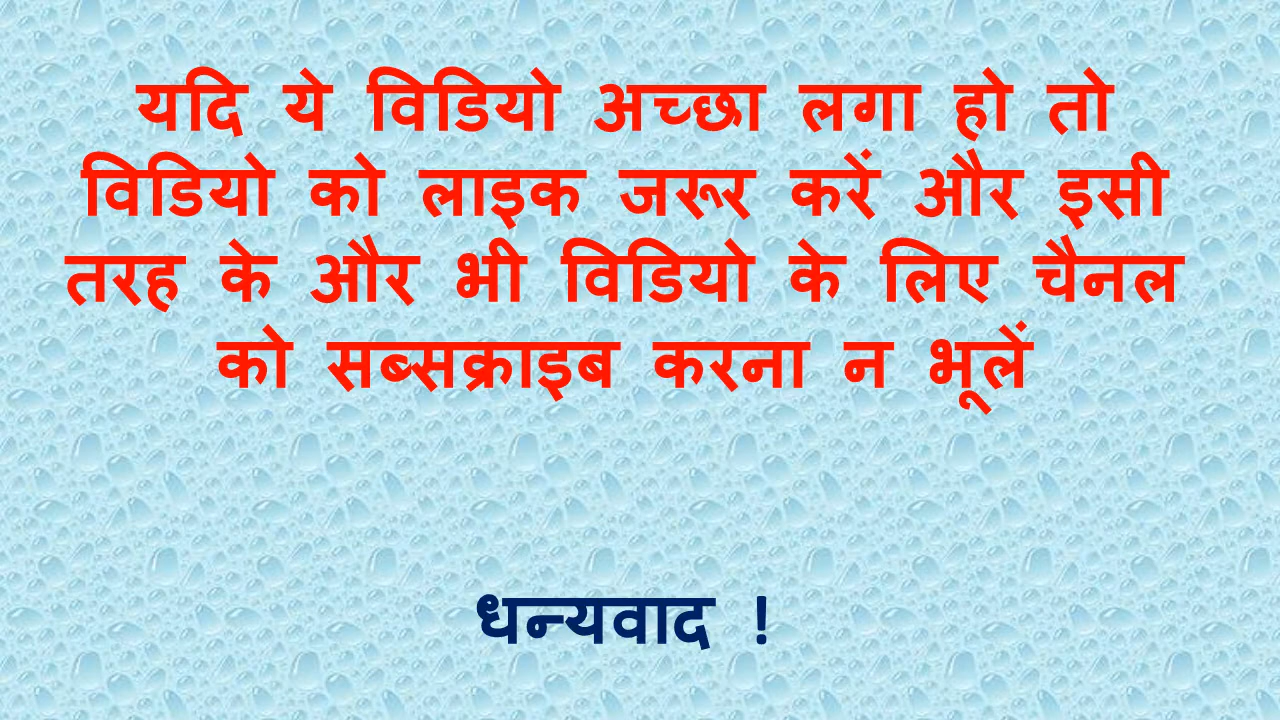 यदि ये विडियो अच्छा लगा हो तो
विडियो को लाइक जरूर करें और इसी
तरह के और भी विडियो के लिए चैनल
को सब्सक्राइब करना न भूलें
धन्यवाद !